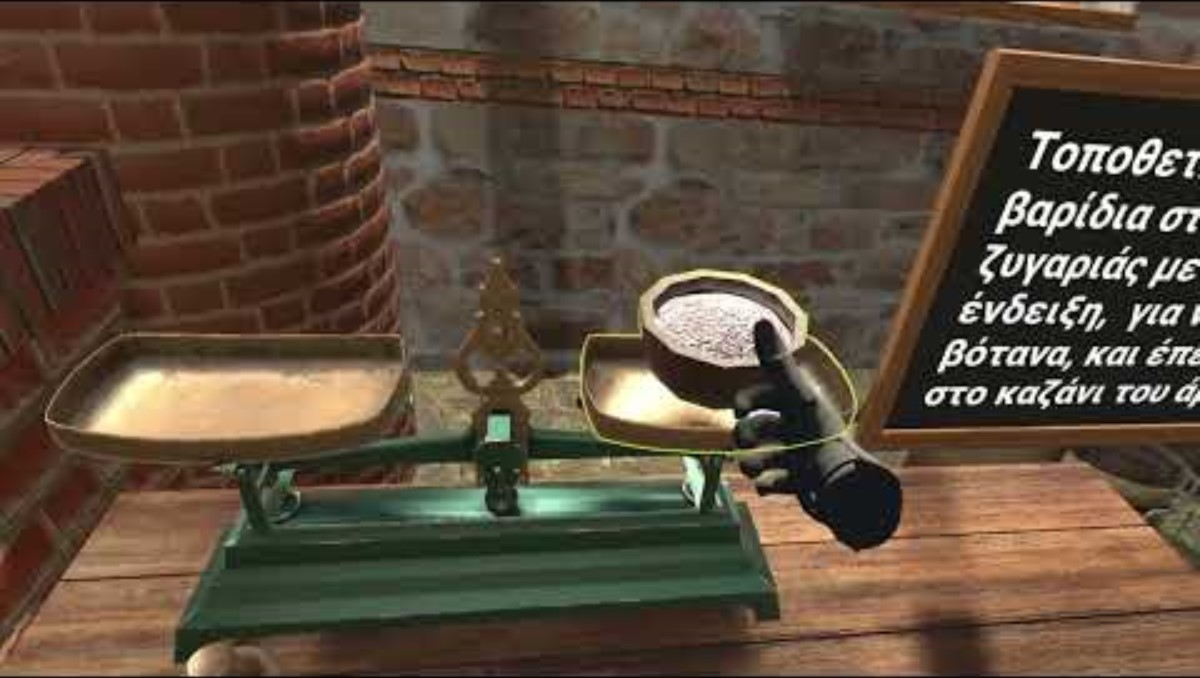 Τοποθετ
βαρίδια στ
ζυγαριάς με
ένδειξη, για
βότανα, και έπε
στο καζάνι του